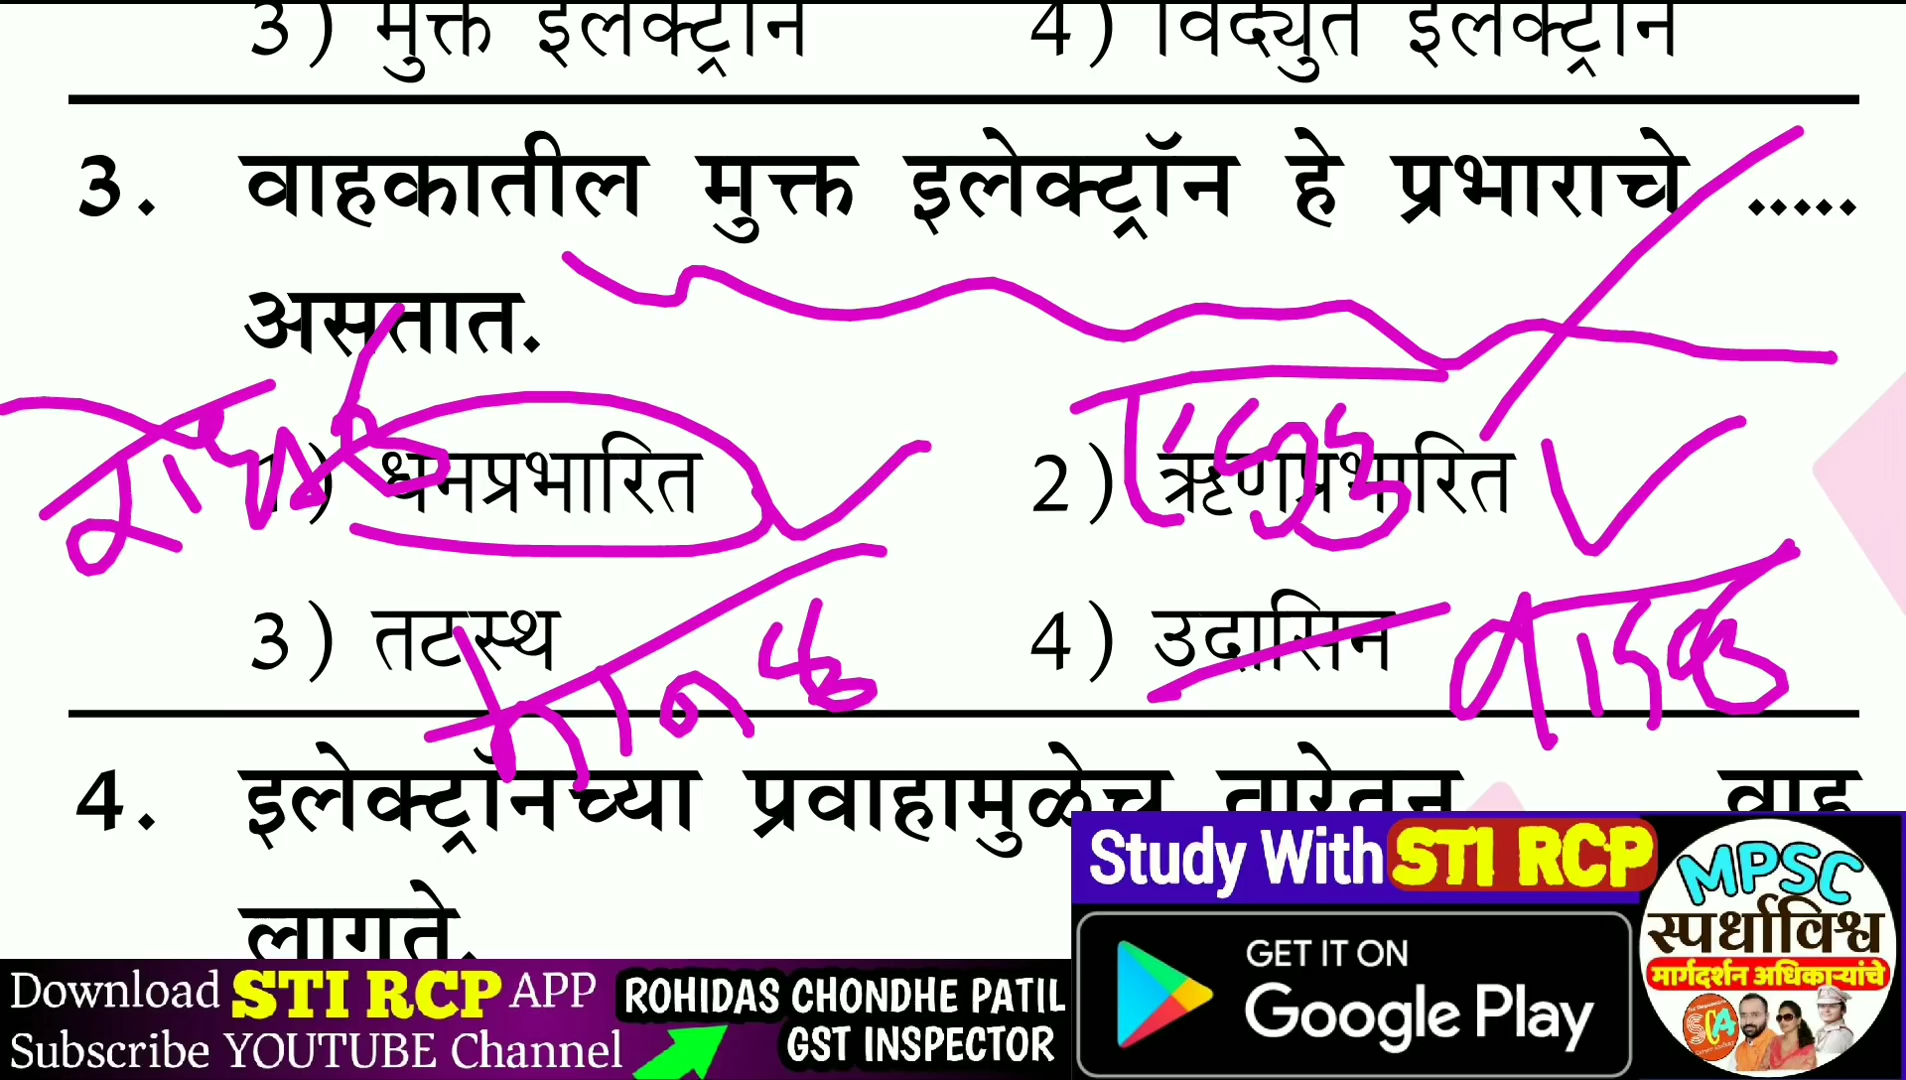 3) मुक्त इलेक्ट्रॉन 4) विद्युत इलेक्ट्रॉन
3. वाहकातील मुक्त इलेक्ट्रॉन हे प्रभाराचे .....
असतात.
1) धनप्रभारित 2) ऋणप्रभारित
3) तटस्थ 4) उदासिन
वाहक
4. इलेक्ट्रॉनच्या प्रवाहामुळेच तारेतून वाहू
लागते.
Study With STI RCP
GET IT ON
Google Play
MPSC
स्पर्धाविश्व
मार्गदर्शन अधिकाऱ्यांचे
SCA
Download STI RCP APP
Subscribe YOUTUBE Channel
ROHIDAS CHONDHE PATIL
GST INSPECTOR